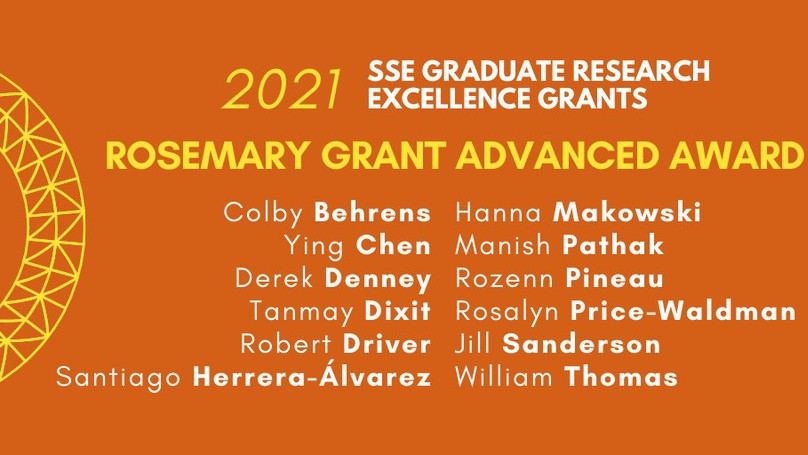 2021 SSE GRADUATE RESEARCH
EXCELLENCE GRANTS
ROSEMARY GRANT ADVANCED AWARD
Colby Behrens
Ying Chen
Derek Denney
Tanmay Dixit
Robert Driver
Santiago Herrera-Álvarez
Hanna Makowski
Manish Pathak
Rozenn Pineau
Rosalyn Price-Waldman
Jill Sanderson
William Thomas